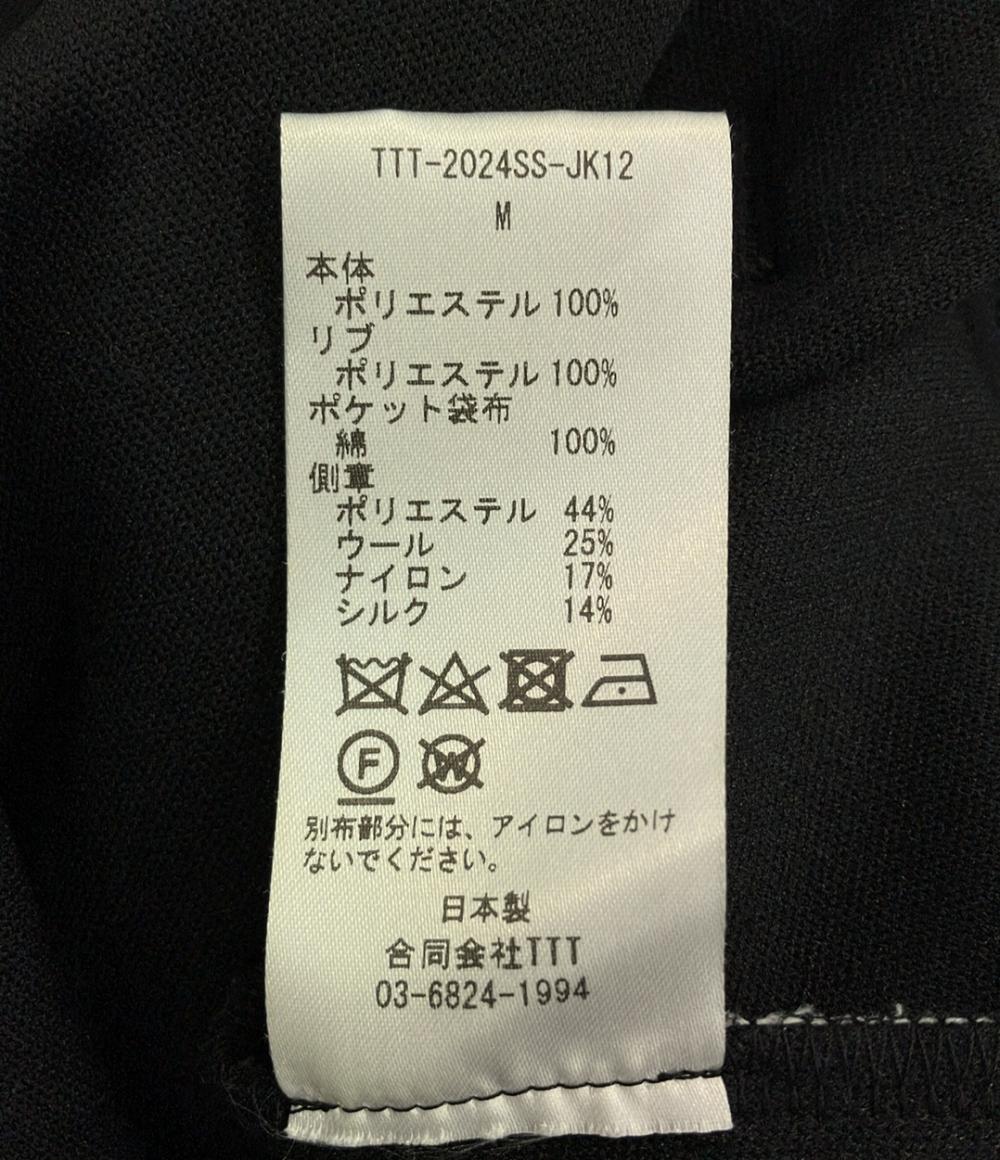 TTT-2024SS-JK12
M
本体
ポリエステル 100%
リブ
ポリエステル 100%
ポケット袋布
綿 100%
側章
ポリエステル 44%
ウール 25%
ナイロン 17%
シルク 14%
F
W
別布部分には、アイロンをかけ
ないでください。
日本製
合同会社TTT
03-6824-1994